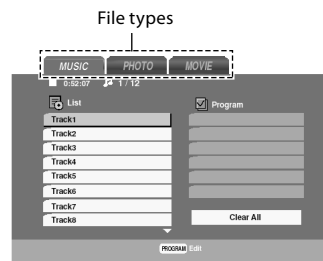 File types
MUSIC PHOTO MOVIE
0:52:07 1 / 12
List
Program
Track1
Track2
Track3
Track4
Track5
Track6
Track7
Track8
Clear All
PROGRAM Edit